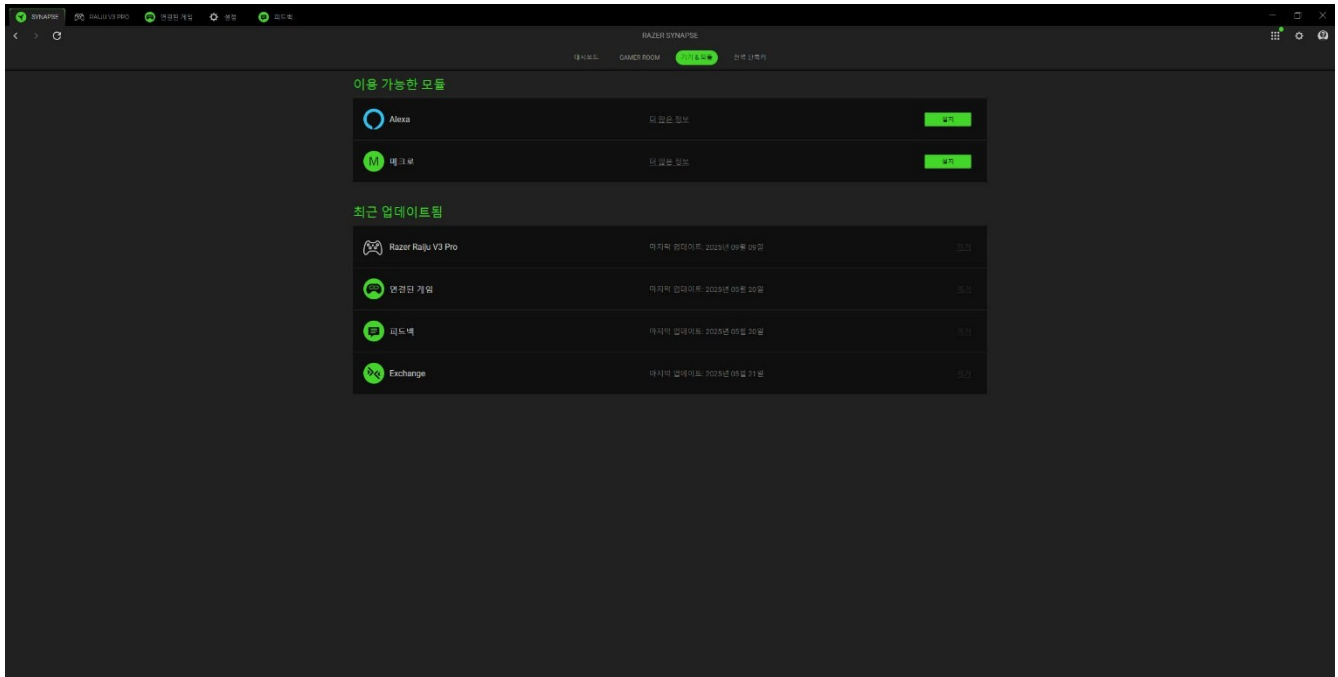 SYNAPSE RAIJU V3 PRO 연결된 게임 설정 피드백
RAZER SYNAPSE
대시보드 GAMER ROOM 기기 & 모듈 전역 단축키
이용 가능한 모듈
Alexa 더 많은 정보 설치
M 매크로 더 많은 정보 설치
최근 업데이트됨
Razer Raiju V3 Pro 마지막 업데이트: 2025년 09월 09일
연결된 게임 마지막 업데이트: 2025년 05월 20일
피드백 마지막 업데이트: 2025년 05월 20일
Exchange 마지막 업데이트: 2025년 05월 21일